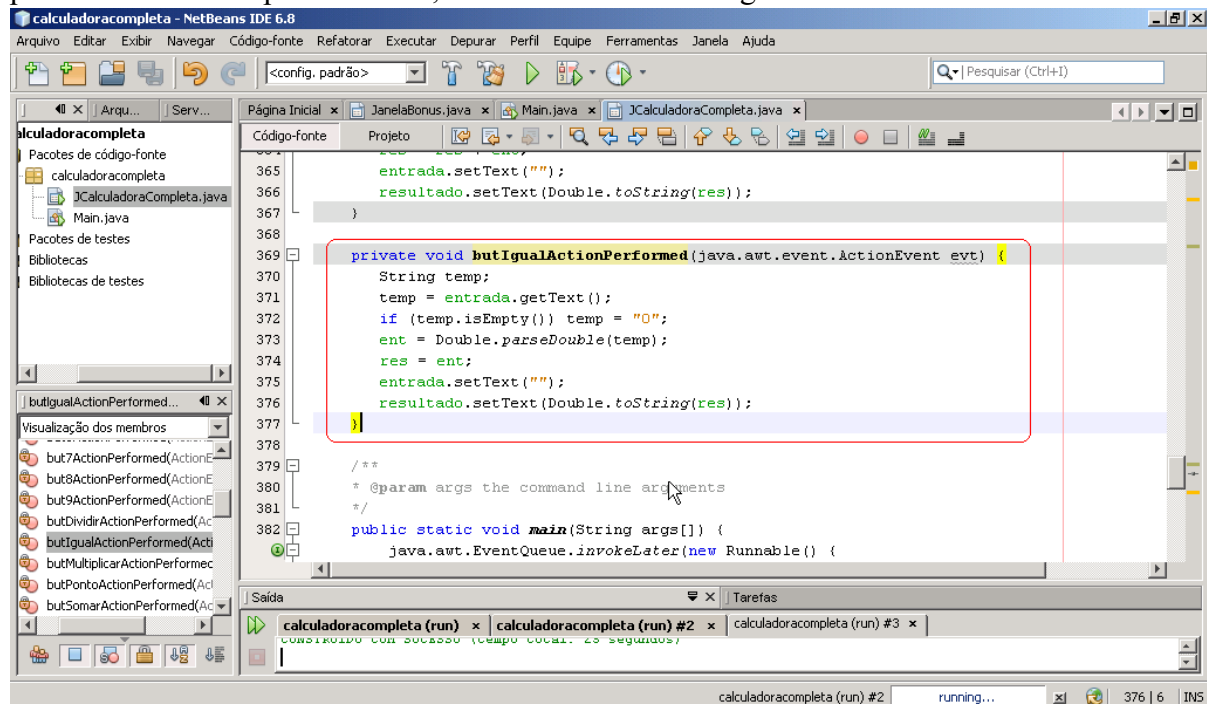 calculadoracompleta - NetBeans IDE 6.8
Arquivo Editar Exibir Navegar Código-fonte Refatorar Executar Depurar Perfil Equipe Ferramentas Janela Ajuda
<config. padrão>
Pesquisar (Ctrl+I)
Arqu... Serv...
Página Inicial JanelaBonus.java Main.java JCalculadoraCompleta.java
Código-fonte Projeto
alculadoracompleta
Pacotes de código-fonte
calculadoracompleta
JCalculadoraCompleta.java
Main.java
Pacotes de testes
Bibliotecas
Bibliotecas de testes
365 entrada.setText("");
366 resultado.setText(Double.toString(res));
367 }
368
369 private void butIgualActionPerformed(java.awt.event.ActionEvent evt) {
370 String temp;
371 temp = entrada.getText();
372 if (temp.isEmpty()) temp = "0";
373 ent = Double.parseDouble(temp);
374 res = ent;
375 entrada.setText("");
376 resultado.setText(Double.toString(res));
377 }
378
379 /**
380 * @param args the command line arguments
381 */
382 public static void main(String args[]) {
java.awt.EventQueue.invokeLater(new Runnable() {
butIgualActionPerformed...
Visualização dos membros
but7ActionPerformed(ActionE
but8ActionPerformed(ActionE
but9ActionPerformed(ActionE
butDividirActionPerformed(Ac
butIgualActionPerformed(Acti
butMultiplicarActionPerformec
butPontoActionPerformed(Act
butSomarActionPerformed(Ac
Saída Tarefas
calculadoracompleta (run) calculadoracompleta (run) #2 calculadoracompleta (run) #3
CONSTRUÍDO COM SUCESSO (tempo total: 25 segundos)
calculadoracompleta (run) #2 running... 376 | 6 INS